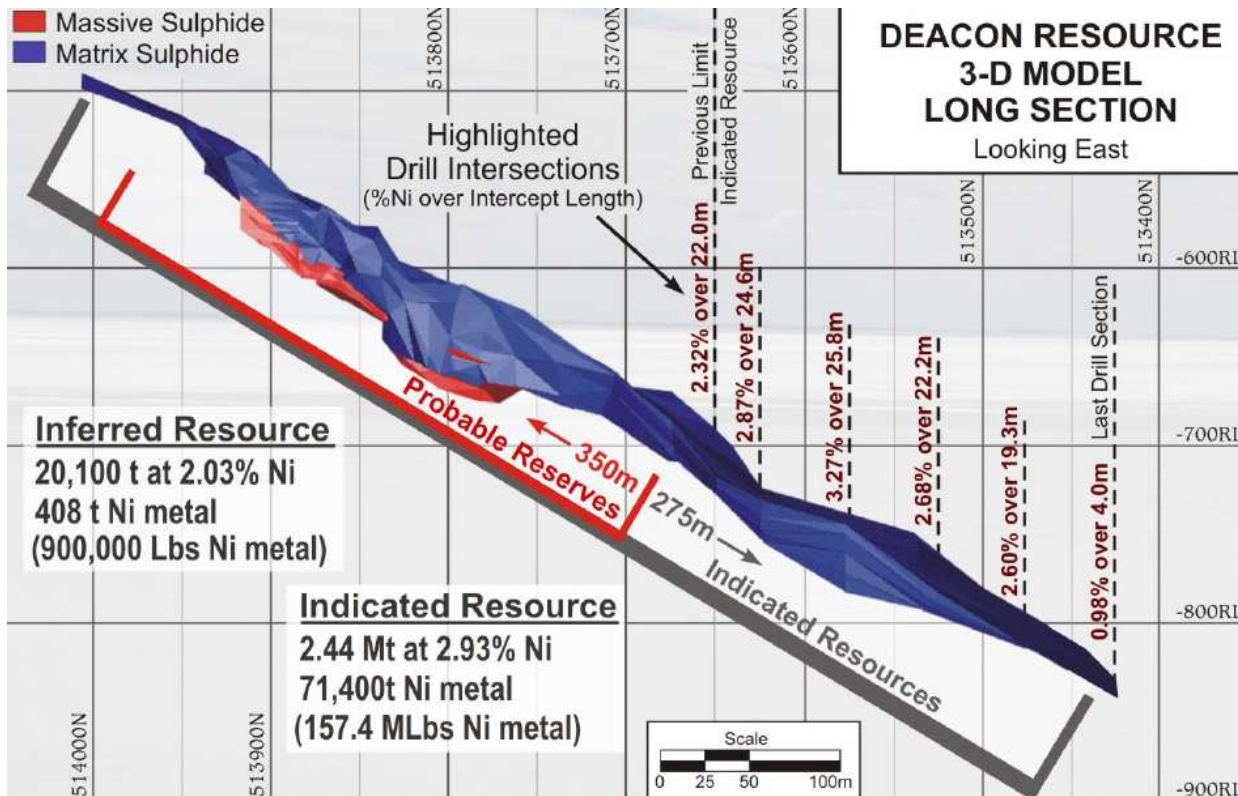 Massive Sulphide
Matrix Sulphide
DEACON RESOURCE
3-D MODEL
LONG SECTION
Looking East
513800N
513700N
513600N
513500N
513400N
514000N
513900N
-600RL
-700RL
-800RL
-900RL
Highlighted
Drill Intersections
(%Ni over Intercept Length)
Previous Limit
Indicated Resource
2.32% over 22.0m
2.87% over 24.6m
3.27% over 25.8m
2.68% over 22.2m
2.60% over 19.3m
0.98% over 4.0m
Last Drill Section
350m
Probable Reserves
275m
Indicated Resources
Inferred Resource
20,100 t at 2.03% Ni
408 t Ni metal
(900,000 Lbs Ni metal)
Indicated Resource
2.44 Mt at 2.93% Ni
71,400t Ni metal
(157.4 MLbs Ni metal)
Scale
0 25 50 100m